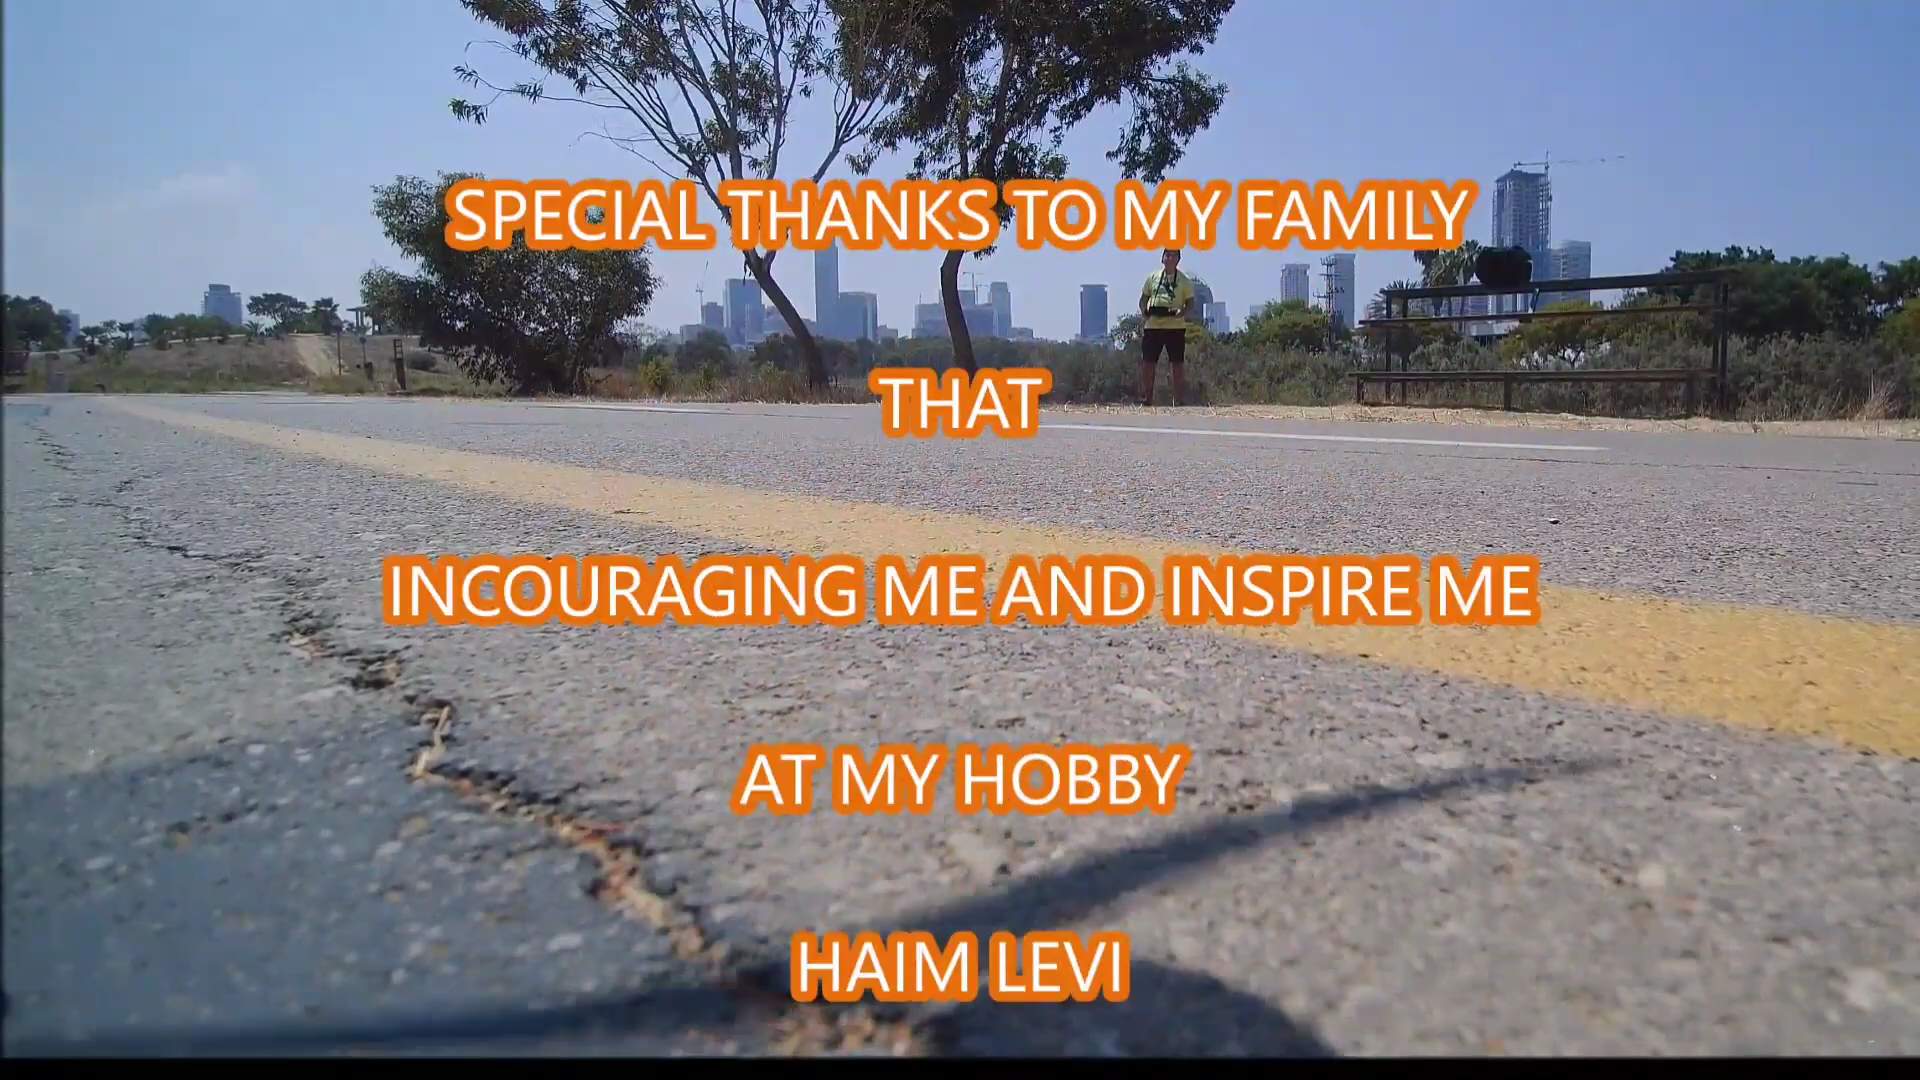 SPECIAL THANKS TO MY FAMILY
THAT
INCOURAGING ME AND INSPIRE ME
AT MY HOBBY
HAIM LEVI